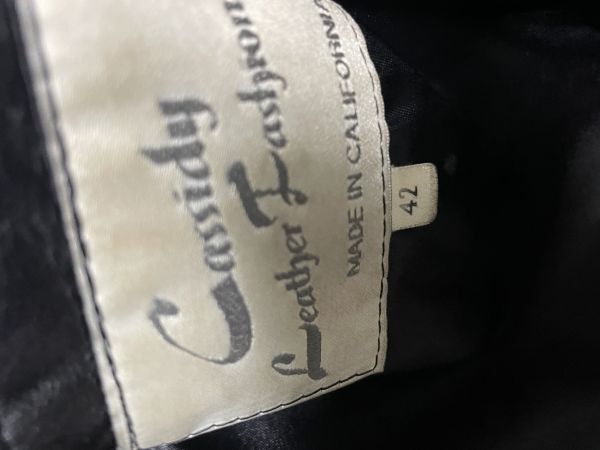 Cassidy
Leather Fashions
MADE IN CALIFORNIA
42